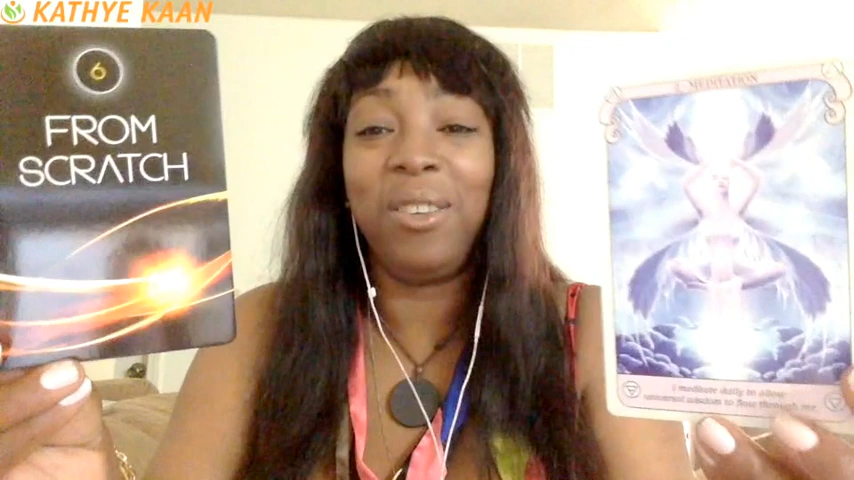 KATHYE KAAN
6
FROM
SCRATCH
MEDITATION
I meditate daily to allow
universal wisdom to flow through me